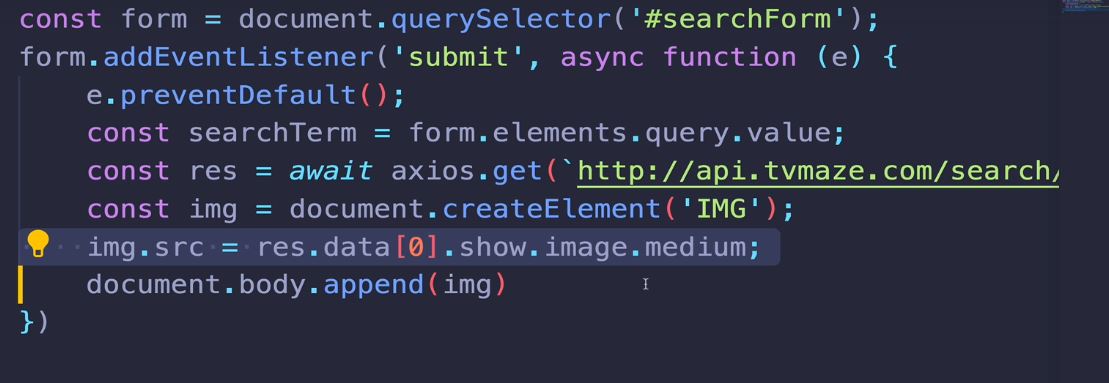 const form = document.querySelector('#searchForm');
form.addEventListener('submit', async function (e) {
e.preventDefault();
const searchTerm = form.elements.query.value;
const res = await axios.get(`http://api.tvmaze.com/search/
const img = document.createElement('IMG');
img.src = res.data[0].show.image.medium;
document.body.append(img)
})